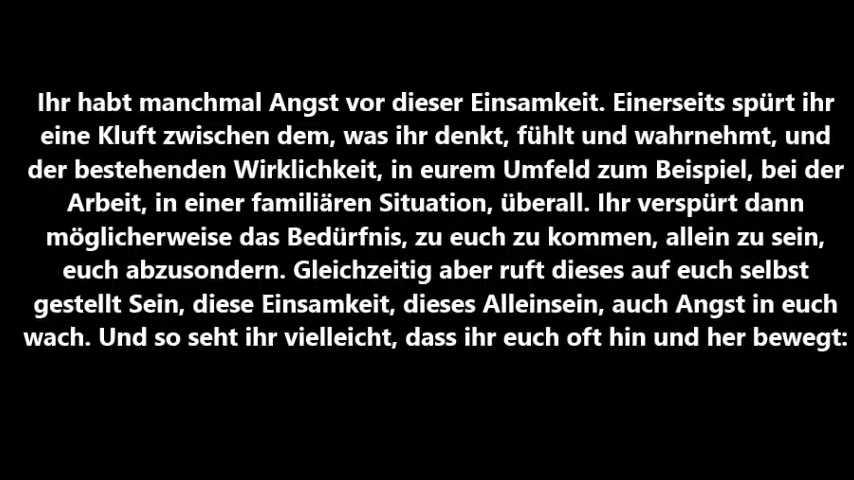 Ihr habt manchmal Angst vor dieser Einsamkeit. Einerseits spürt ihr
eine Kluft zwischen dem, was ihr denkt, fühlt und wahrnehmt, und
der bestehenden Wirklichkeit, in eurem Umfeld zum Beispiel, bei der
Arbeit, in einer familiären Situation, überall. Ihr verspürt dann
möglicherweise das Bedürfnis, zu euch zu kommen, allein zu sein,
euch abzusondern. Gleichzeitig aber ruft dieses auf euch selbst
gestellt Sein, diese Einsamkeit, dieses Alleinsein, auch Angst in euch
wach. Und so seht ihr vielleicht, dass ihr euch oft hin und her bewegt: